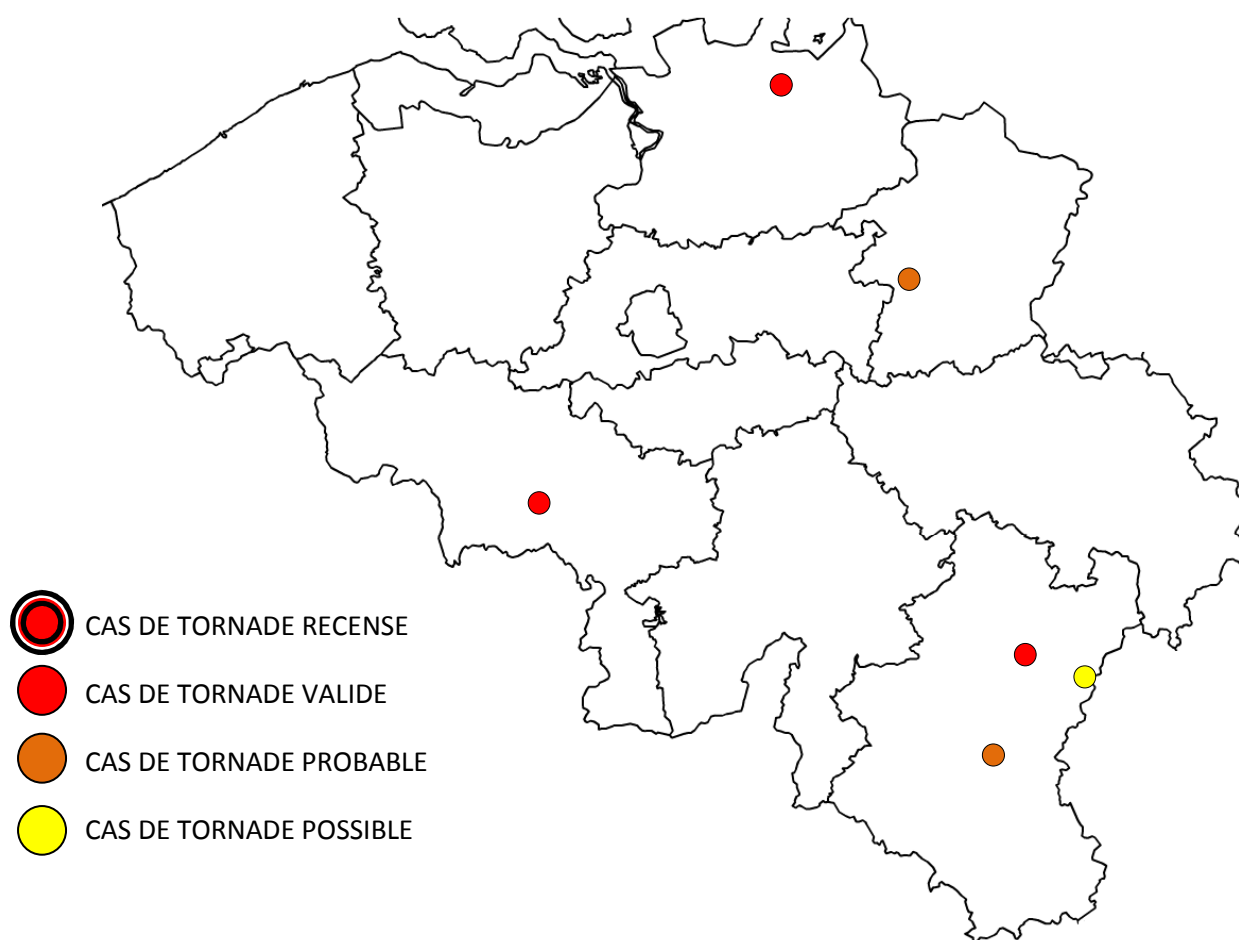 CAS DE TORNADE RECENSE
CAS DE TORNADE VALIDE
CAS DE TORNADE PROBABLE
CAS DE TORNADE POSSIBLE